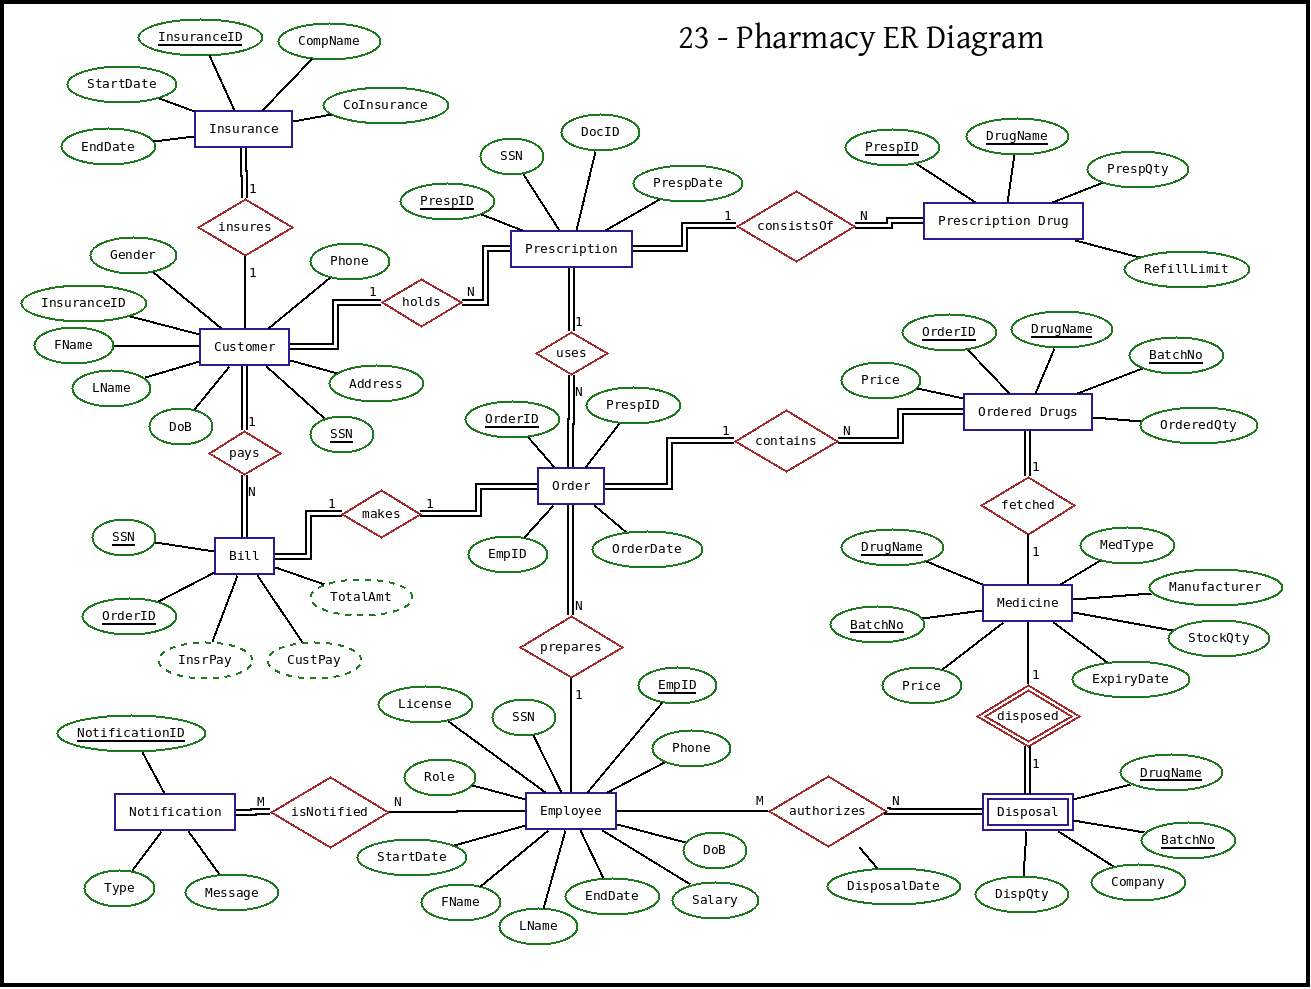 23 - Pharmacy ER Diagram
InsuranceID
CompName
StartDate
CoInsurance
Insurance
EndDate
1
insures
1
Gender
Phone
InsuranceID
FName
Customer
LName
Address
DoB
SSN
1
holds
N
DocID
SSN
PrespDate
PrespID
Prescription
1
consistsOf
N
PrespID
DrugName
PrespQty
Prescription Drug
RefillLimit
1
uses
N
1
pays
N
OrderID
PrespID
Order
EmpID
OrderDate
1
contains
N
OrderID
DrugName
BatchNo
Price
Ordered Drugs
OrderedQty
1
fetched
1
1
makes
1
SSN
Bill
OrderID
TotalAmt
InsrPay
CustPay
N
prepares
1
DrugName
MedType
Manufacturer
Medicine
BatchNo
StockQty
Price
ExpiryDate
1
disposed
1
NotificationID
Notification
Type
Message
M
isNotified
N
License
SSN
EmpID
Phone
Role
Employee
StartDate
DoB
FName
LName
EndDate
Salary
M
authorizes
N
DisposalDate
DrugName
Disposal
BatchNo
Company
DispQty